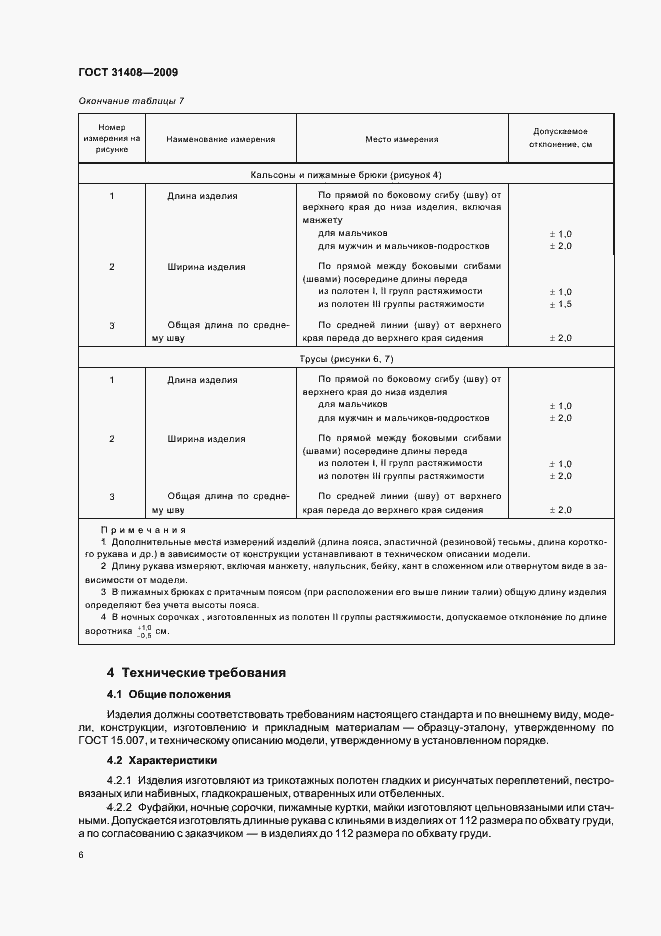 ГОСТ 31408—2009
Окончание таблицы 7
Номер измерения на рисунке | Наименование измерения | Место измерения | Допускаемое отклонение, см
Кальсоны и пижамные брюки (рисунок 4)
1 Длина изделия По прямой по боковому сгибу (шву) от
верхнего края до низа изделия, включая
манжету
для мальчиков ± 1,0
для мужчин и мальчиков-подростков ± 2,0
2 Ширина изделия По прямой между боковыми сгибами
(швами) посередине длины переда
из полотен I, II групп растяжимости ± 1,0
из полотен III группы растяжимости ± 1,5
3 Общая длина по средне- По средней линии (шву) от верхнего
му шву края переда до верхнего края сидения ± 2,0
Трусы (рисунки 6, 7)
1 Длина изделия По прямой по боковому сгибу (шву) от
верхнего края до низа изделия
для мальчиков ± 1,0
для мужчин и мальчиков-подростков ± 2,0
2 Ширина изделия По прямой между боковыми сгибами
(швами) посередине длины переда
из полотен I, II групп растяжимости ± 1,0
из полотен III группы растяжимости ± 2,0
3 Общая длина по средне- По средней линии (шву) от верхнего
му шву края переда до верхнего края сидения ± 2,0
Примечания
1 Дополнительные места измерений изделий (длина пояса, эластичной (резиновой) тесьмы, длина коротко-
го рукава и др.) в зависимости от конструкции устанавливают в техническом описании модели.
2 Длину рукава измеряют, включая манжету, напульсник, бейку, кант в сложенном или отвернутом виде в за-
висимости от модели.
3 В пижамных брюках с притачным поясом (при расположении его выше линии талии) общую длину изделия
определяют без учета высоты пояса.
4 В ночных сорочках , изготовленных из полотен II группы растяжимости, допускаемое отклонение по длине
воротника +1,0 −0,5 см.
4 Технические требования
4.1 Общие положения
Изделия должны соответствовать требованиям настоящего стандарта и по внешнему виду, моде-
ли, конструкции, изготовлению и прикладным материалам — образцу-эталону, утвержденному по
ГОСТ 15.007, и техническому описанию модели, утвержденному в установленном порядке.
4.2 Характеристики
4.2.1 Изделия изготовляют из трикотажных полотен гладких и рисунчатых переплетений, пестро-
вязаных или набивных, гладкокрашеных, отваренных или отбеленных.
4.2.2 Фуфайки, ночные сорочки, пижамные куртки, майки изготовляют цельновязаными или стач-
ными. Допускается изготовлять длинные рукава с клиньями в изделиях от 112 размера по обхвату груди,
а по согласованию с заказчиком — в изделиях до 112 размера по обхвату груди.
6